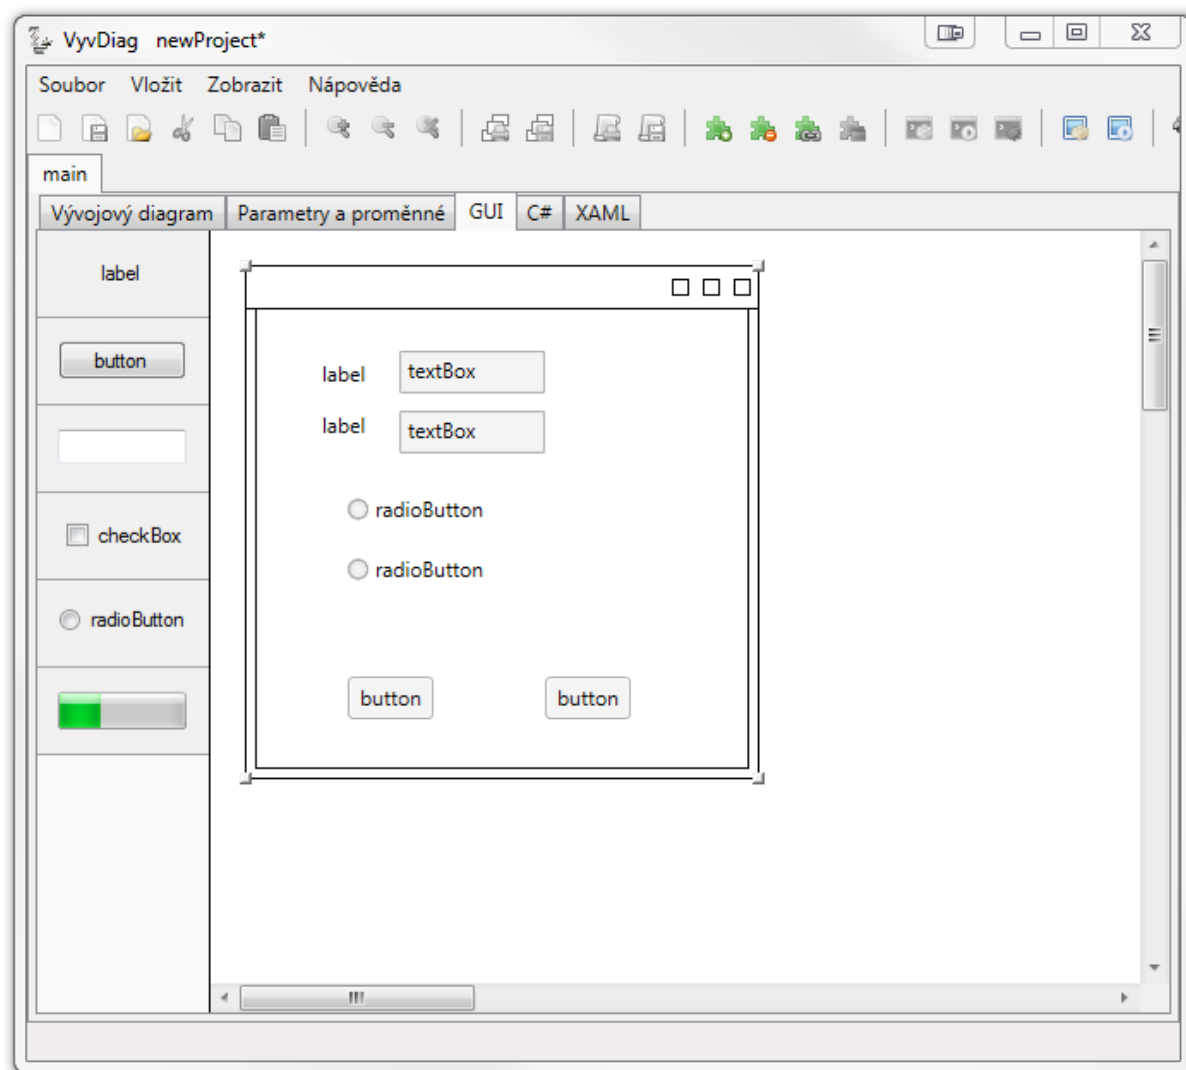 VyvDiag newProject*
Soubor Vložit Zobrazit Nápověda
main
Vývojový diagram Parametry a proměnné GUI C# XAML
label
button
checkBox
radioButton
label textBox
label textBox
radioButton
radioButton
button button